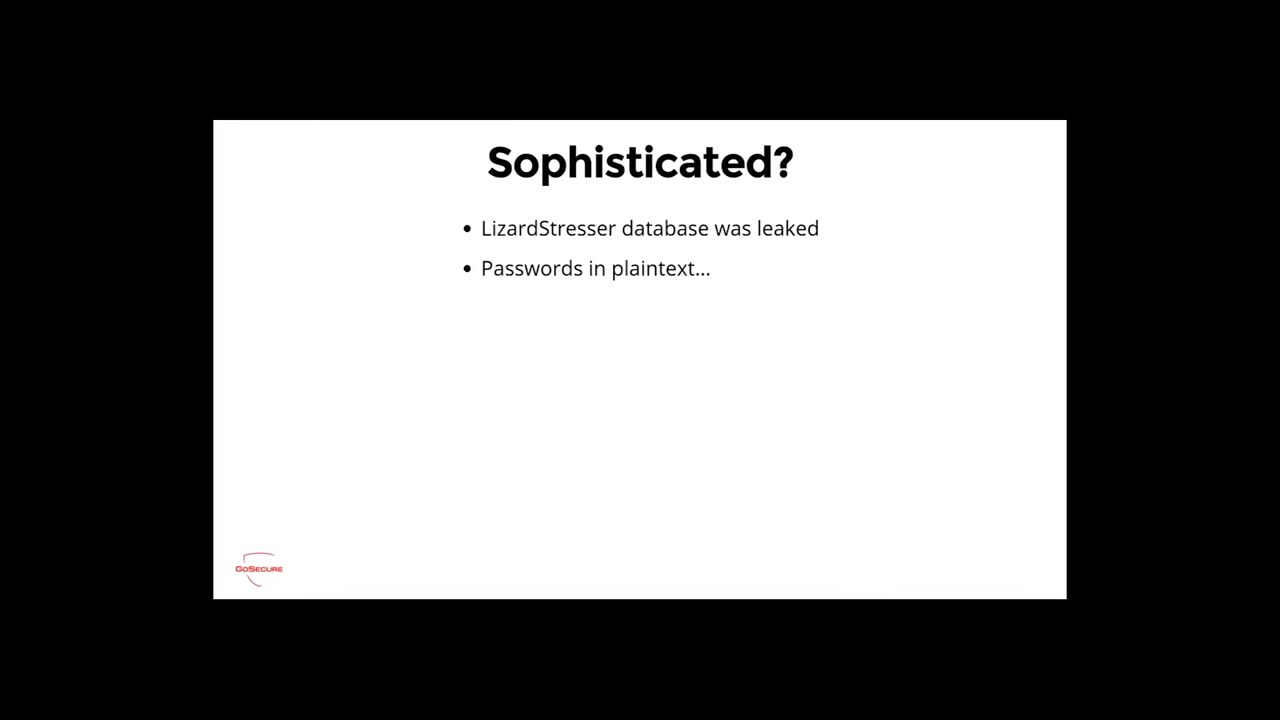 Sophisticated?
• LizardStresser database was leaked
• Passwords in plaintext...
GoSecure